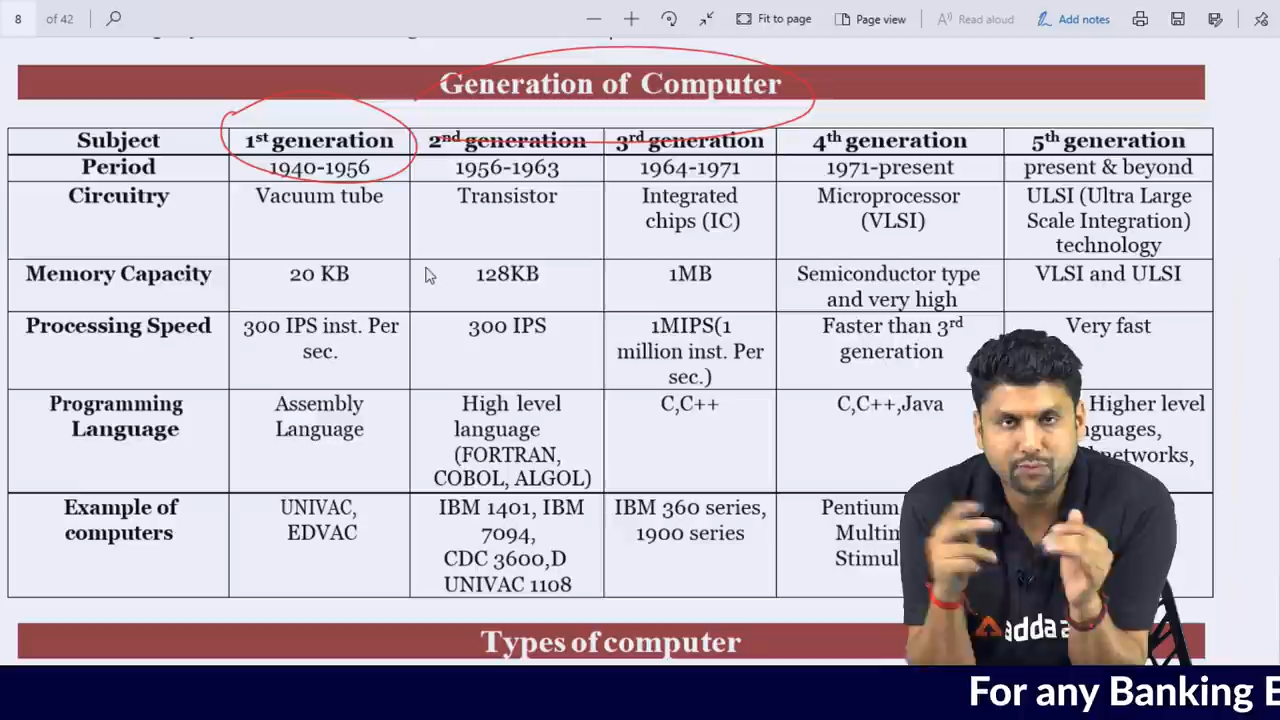 8 of 42 Fit to page Page view Read aloud Add notes
Generation of Computer
Subject 1st generation 2nd generation 3rd generation 4th generation 5th generation
Period 1940-1956 1956-1963 1964-1971 1971-present present & beyond
Circuitry Vacuum tube Transistor Integrated Microprocessor ULSI (Ultra Large
chips (IC) (VLSI) Scale Integration)
technology
Memory Capacity 20 KB 128KB 1MB Semiconductor type VLSI and ULSI
and very high
Processing Speed 300 IPS inst. Per 300 IPS 1MIPS(1 Faster than 3rd Very fast
sec. million inst. Per generation
sec.)
Programming Assembly High level C,C++ C,C++,Java Higher level
Language Language language
(FORTRAN,
COBOL, ALGOL)
Example of UNIVAC, IBM 1401, IBM IBM 360 series, Pentium
computers EDVAC 7094, 1900 series
CDC 3600,D
UNIVAC 1108
adda
Types of computer
For any Banking